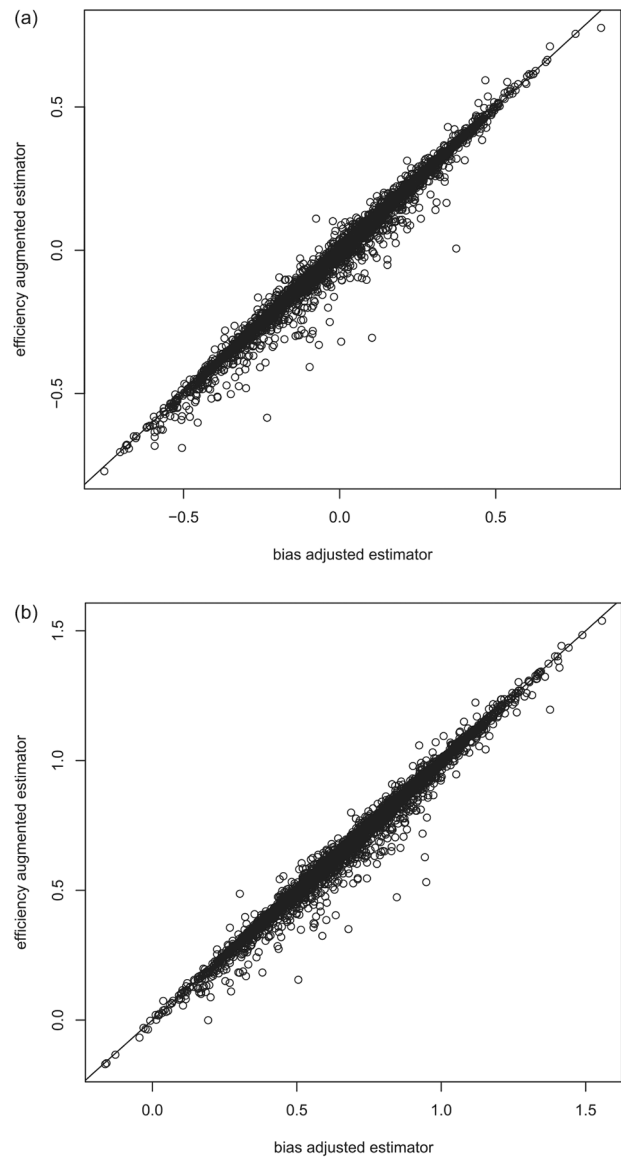 (a)
efficiency augmented estimator
0.5
0.0
−0.5
−0.5 0.0 0.5
bias adjusted estimator
(b)
efficiency augmented estimator
1.5
1.0
0.5
0.0
0.0 0.5 1.0 1.5
bias adjusted estimator